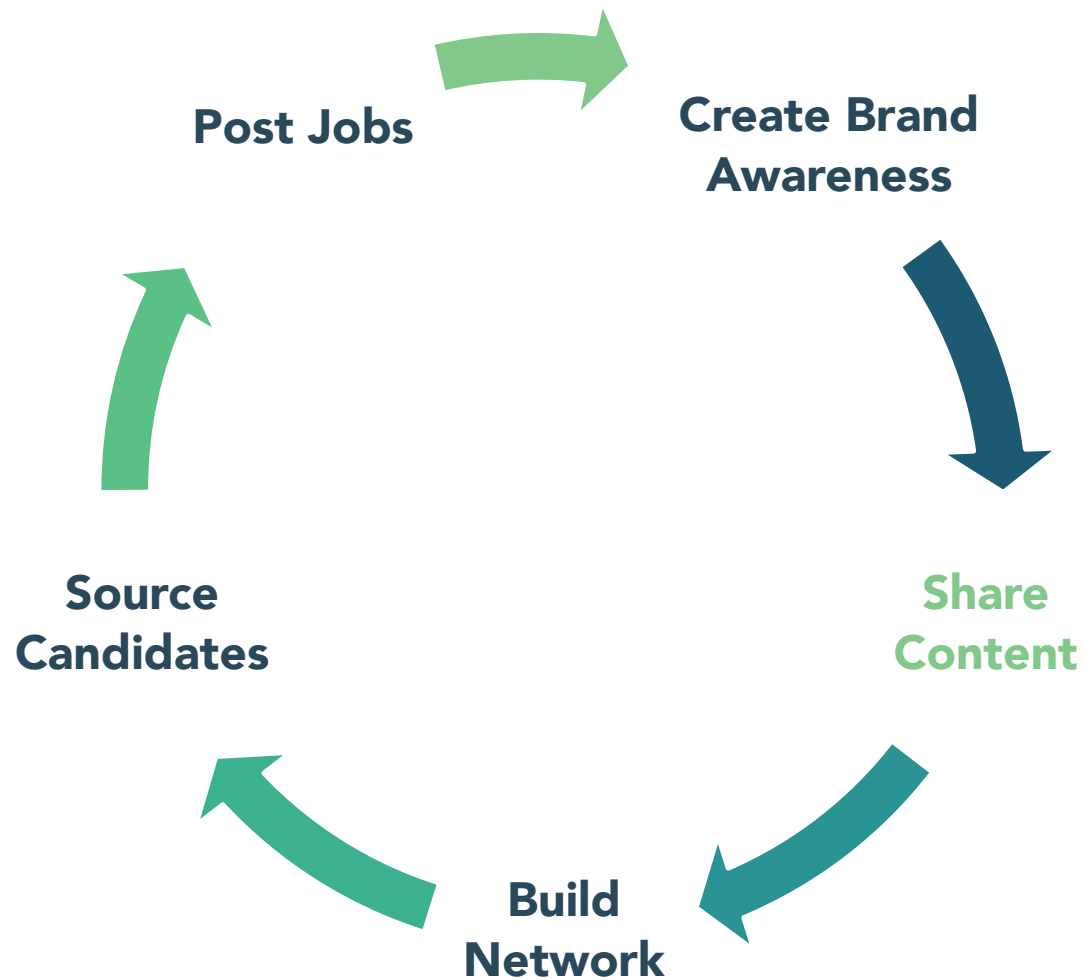 Post Jobs
Create Brand
Awareness
Share
Content
Build
Network
Source
Candidates